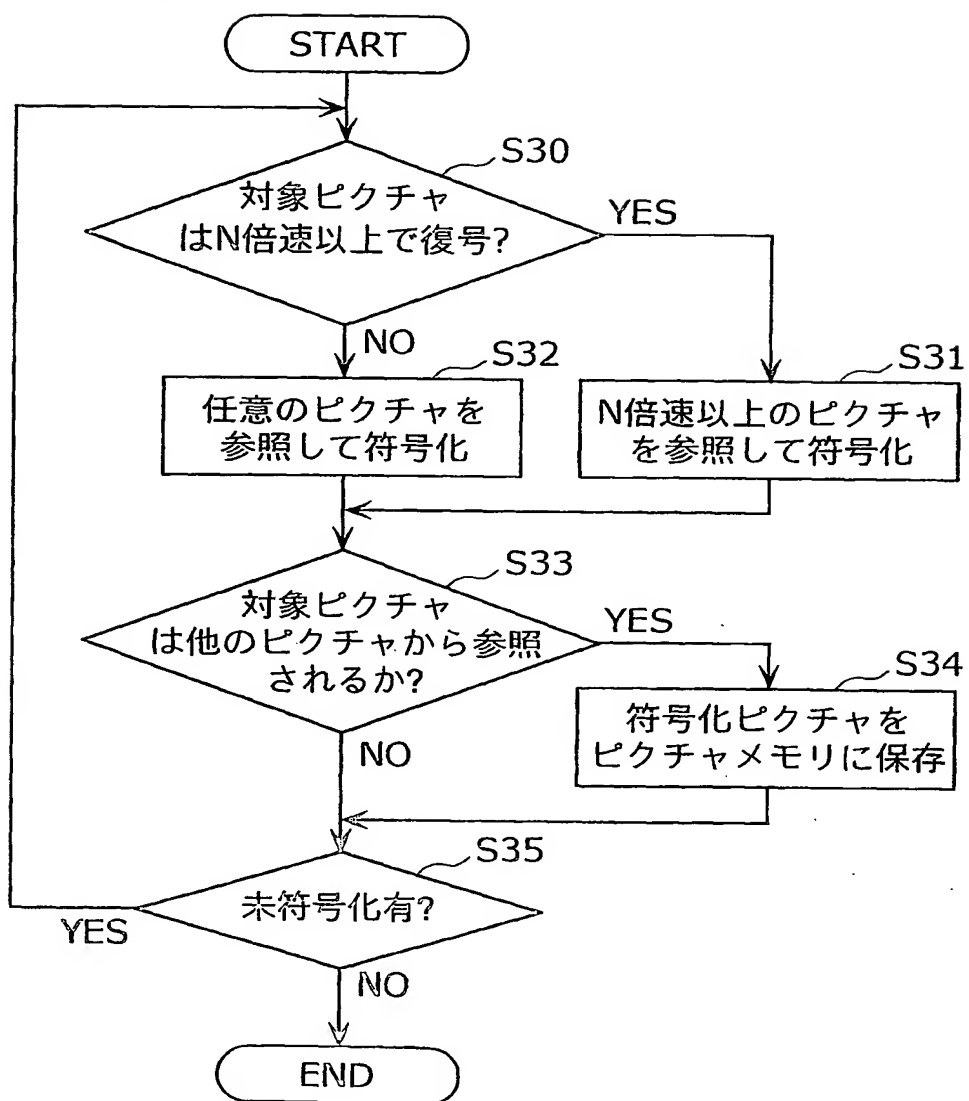 START
S30
対象ピクチャ
はN倍速以上で復号?
YES
NO
S32
任意のピクチャを
参照して符号化
S31
N倍速以上のピクチャ
を参照して符号化
S33
対象ピクチャ
は他のピクチャから参照
されるか?
YES
NO
S34
符号化ピクチャを
ピクチャメモリに保存
S35
未符号化有?
YES
NO
END